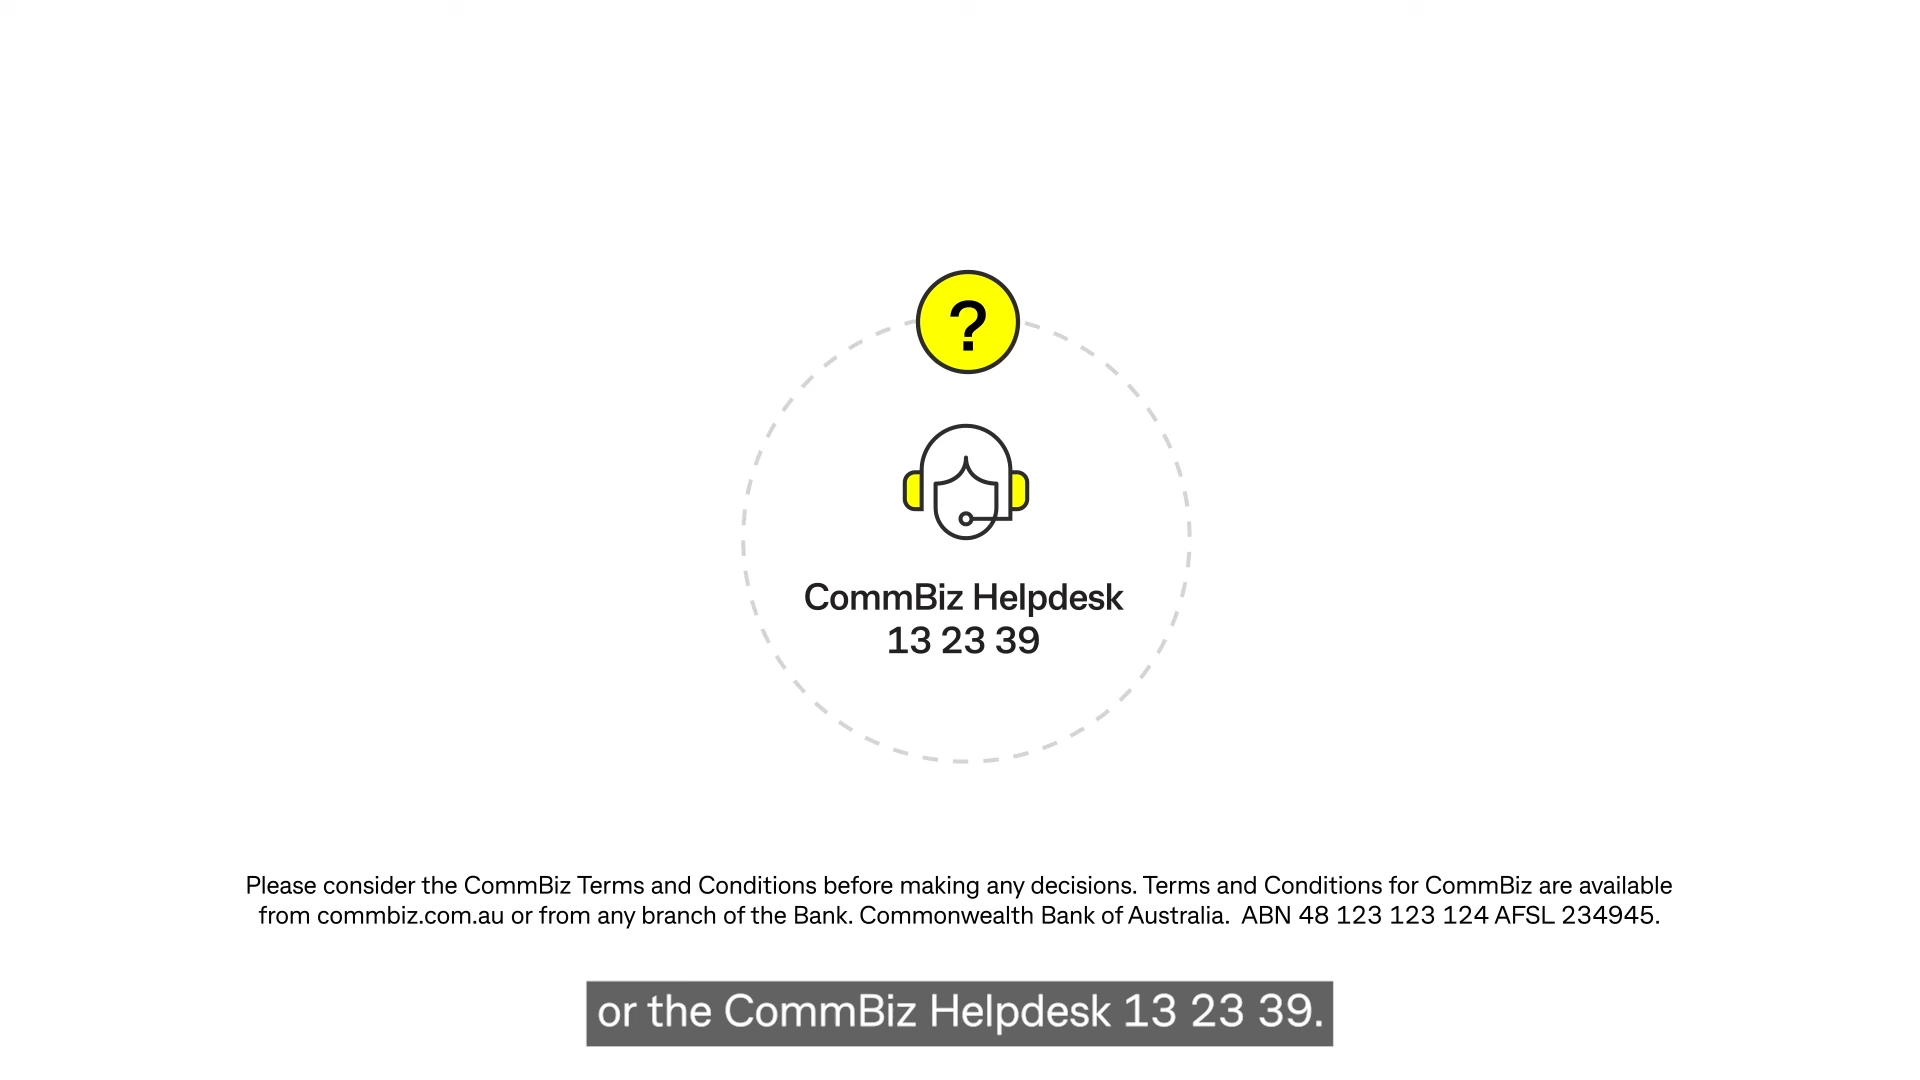 ?
CommBiz Helpdesk
13 23 39
Please consider the CommBiz Terms and Conditions before making any decisions. Terms and Conditions for CommBiz are available
from commbiz.com.au or from any branch of the Bank. Commonwealth Bank of Australia.  ABN 48 123 123 124 AFSL 234945.
or the CommBiz Helpdesk 13 23 39.